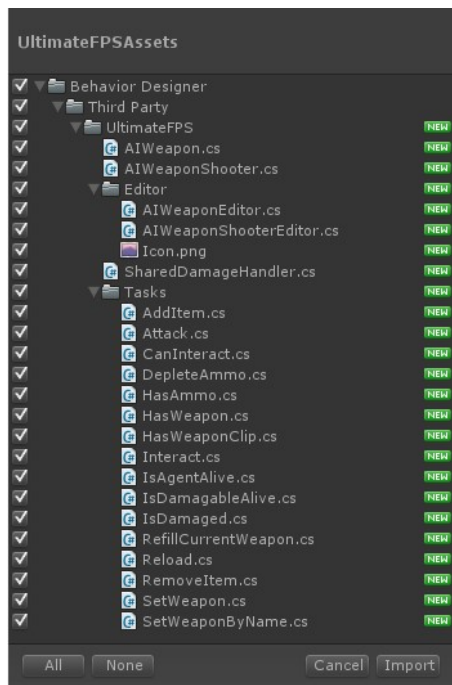 UltimateFPSAssets
Behavior Designer
Third Party
UltimateFPS NEW
AIWeapon.cs NEW
AIWeaponShooter.cs NEW
Editor NEW
AIWeaponEditor.cs NEW
AIWeaponShooterEditor.cs NEW
Icon.png NEW
SharedDamageHandler.cs NEW
Tasks NEW
AddItem.cs NEW
Attack.cs NEW
CanInteract.cs NEW
DepleteAmmo.cs NEW
HasAmmo.cs NEW
HasWeapon.cs NEW
HasWeaponClip.cs NEW
Interact.cs NEW
IsAgentAlive.cs NEW
IsDamagableAlive.cs NEW
IsDamaged.cs NEW
RefillCurrentWeapon.cs NEW
Reload.cs NEW
RemoveItem.cs NEW
SetWeapon.cs NEW
SetWeaponByName.cs NEW
All None Cancel Import